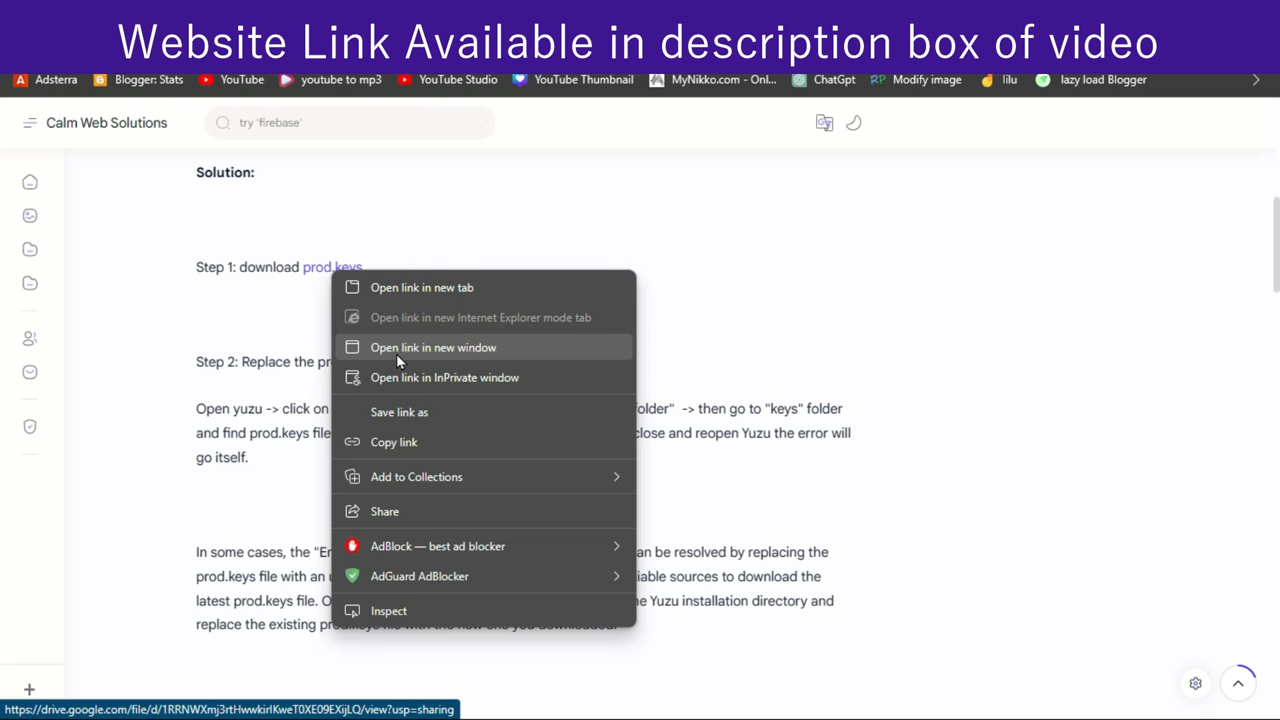 Website Link Available in description box of video
Adsterra Blogger: Stats YouTube youtube to mp3 YouTube Studio YouTube Thumbnail MyNikko.com - Onl... ChatGpt Modify image lilu lazy load Blogger
Calm Web Solutions try 'firebase'
Solution:
Step 1: download prod.keys
Open link in new tab
Open link in new Internet Explorer mode tab
Open link in new window
Step 2: Replace the pr
Open link in InPrivate window
Open yuzu -> click on older" -> then go to "keys" folder
Save link as
and find prod.keys file close and reopen Yuzu the error will
Copy link
go itself.
Add to Collections
Share
In some cases, the "Er an be resolved by replacing the
AdBlock — best ad blocker
prod.keys file with an iable sources to download the
AdGuard AdBlocker
latest prod.keys file. O e Yuzu installation directory and
Inspect
replace the existing
https://drive.google.com/file/d/1RRNWXmj3rtHwwkirlKweT0XE09EXijLQ/view?usp=sharing